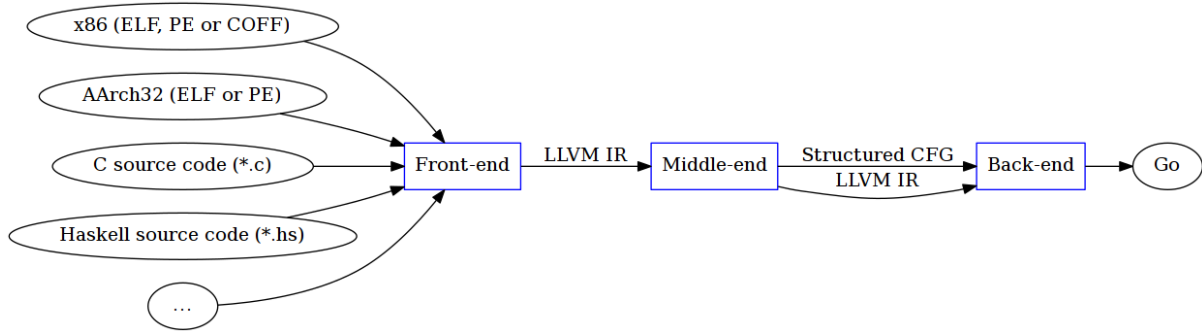 x86 (ELF, PE or COFF)
AArch32 (ELF or PE)
C source code (*.c)
Haskell source code (*.hs)
...
Front-end
LLVM IR
Middle-end
Structured CFG
LLVM IR
Back-end
Go